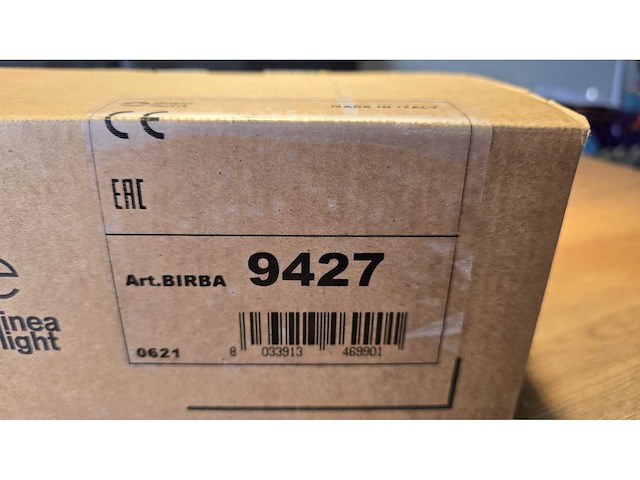 MADE IN ITALY
CE
EAC
Art.BIRBA 9427
0621
8 033913 469901
e
inea
light